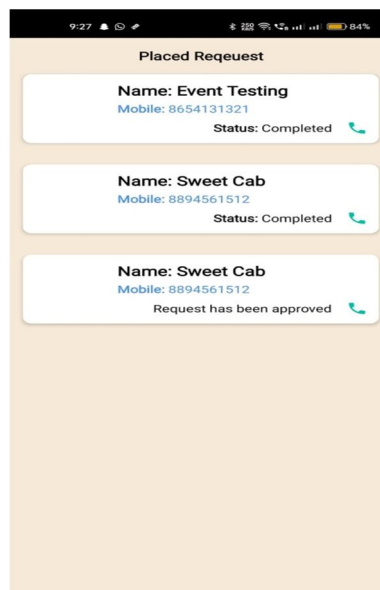 9:27
84%
Placed Reqeuest
Name: Event Testing
Mobile: 8654131321
Status: Completed
Name: Sweet Cab
Mobile: 8894561512
Status: Completed
Name: Sweet Cab
Mobile: 8894561512
Request has been approved